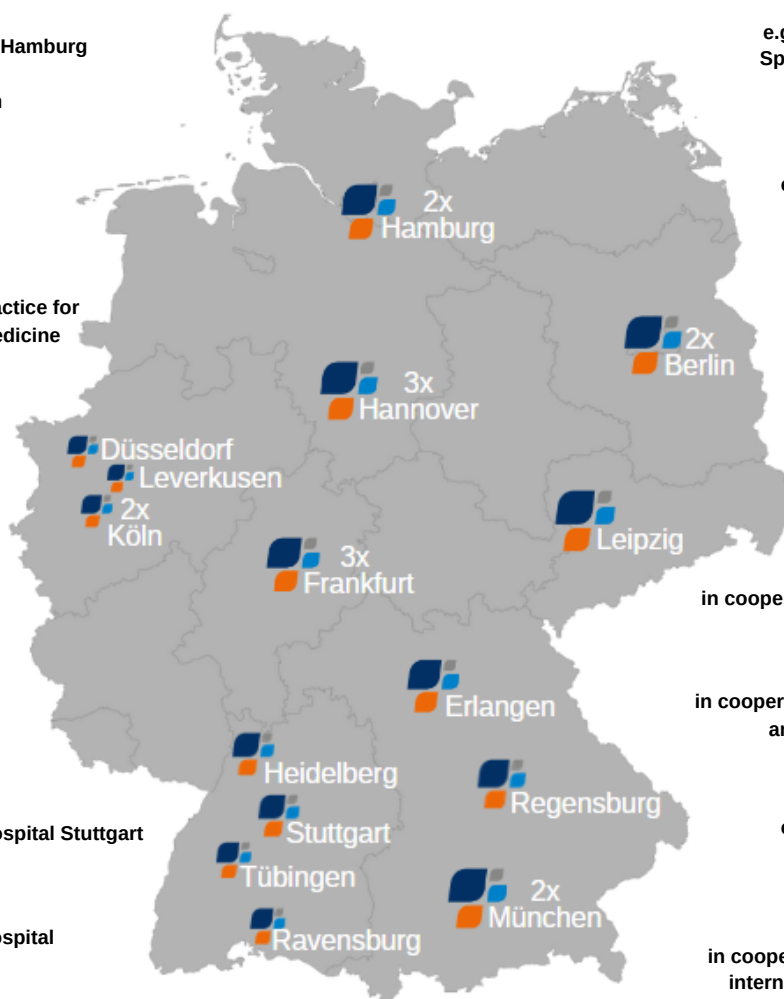 Hamburg
e.g
Sp
n
actice for
edicine
2x
Hamburg
2x
Berlin
3x
Hannover
Düsseldorf
Leverkusen
2x
Köln
3x
Frankfurt
Leipzig
in coope
Erlangen
in cooper
ar
Heidelberg
Regensburg
Stuttgart
ospital Stuttgart
Tübingen
2x
München
Ravensburg
ospital
in coope
intern